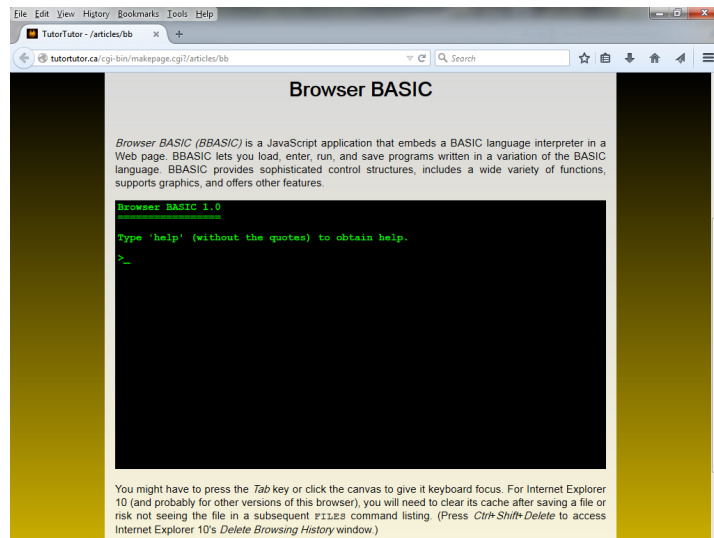 File Edit View History Bookmarks Tools Help
TutorTutor - /articles/bb × +
tutortutor.ca/cgi-bin/makepage.cgi?/articles/bb Search
Browser BASIC
Browser BASIC (BBASIC) is a JavaScript application that embeds a BASIC language interpreter in a
Web page. BBASIC lets you load, enter, run, and save programs written in a variation of the BASIC
language. BBASIC provides sophisticated control structures, includes a wide variety of functions,
supports graphics, and offers other features.
Browser BASIC 1.0
=================
Type 'help' (without the quotes) to obtain help.
>_
You might have to press the Tab key or click the canvas to give it keyboard focus. For Internet Explorer
10 (and probably for other versions of this browser), you will need to clear its cache after saving a file or
risk not seeing the file in a subsequent FILES command listing. (Press Ctrl+Shift+Delete to access
Internet Explorer 10's Delete Browsing History window.)